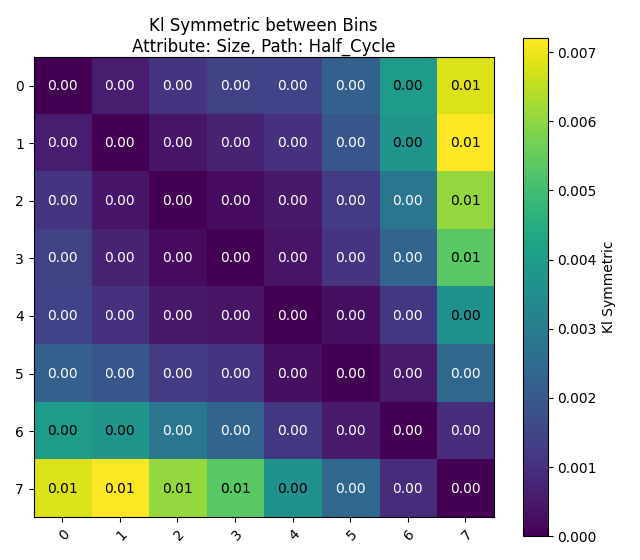 Kl Symmetric between Bins
Attribute: Size, Path: Half_Cycle
0 0.00 0.00 0.00 0.00 0.00 0.00 0.00 0.01
1 0.00 0.00 0.00 0.00 0.00 0.00 0.00 0.01
2 0.00 0.00 0.00 0.00 0.00 0.00 0.00 0.01
3 0.00 0.00 0.00 0.00 0.00 0.00 0.00 0.01
4 0.00 0.00 0.00 0.00 0.00 0.00 0.00 0.00
5 0.00 0.00 0.00 0.00 0.00 0.00 0.00 0.00
6 0.00 0.00 0.00 0.00 0.00 0.00 0.00 0.00
7 0.01 0.01 0.01 0.01 0.00 0.00 0.00 0.00
0 1 2 3 4 5 6 7
0.007
0.006
0.005
0.004
0.003
0.002
0.001
0.000
Kl Symmetric